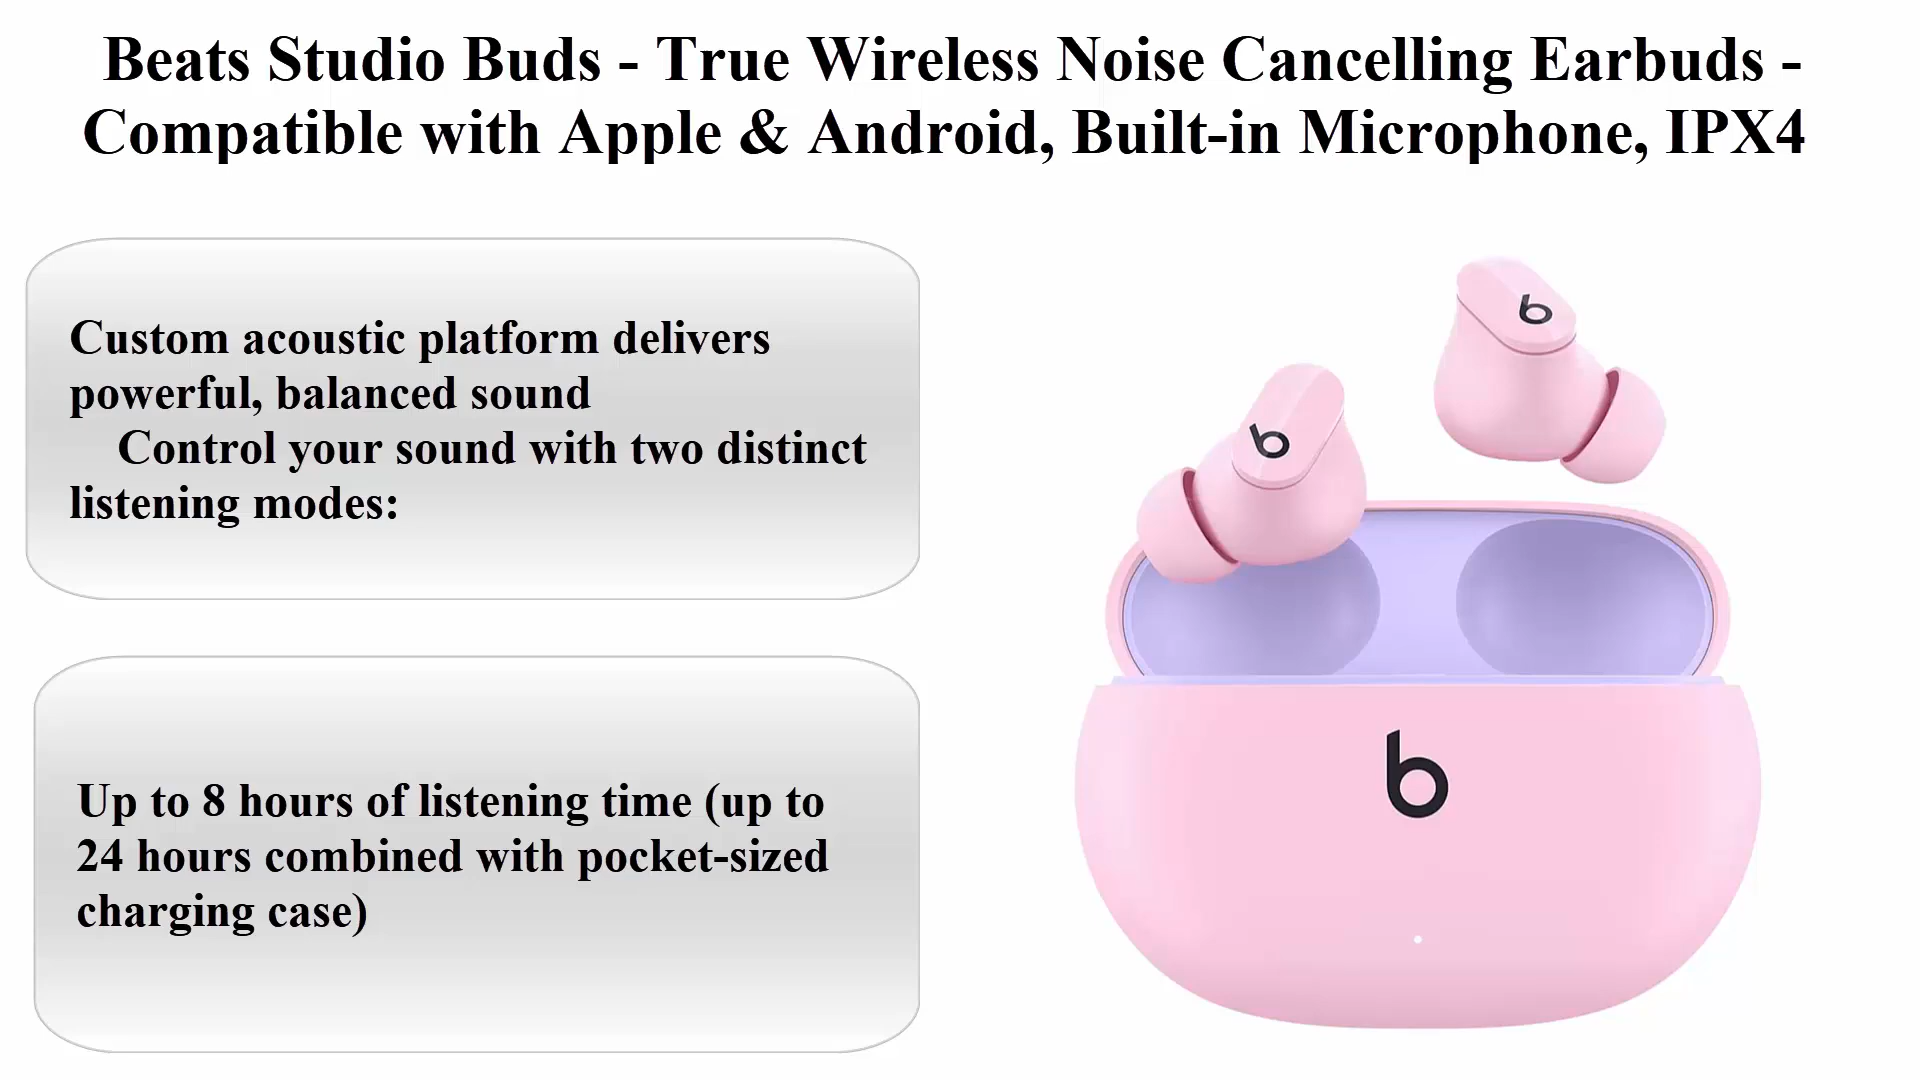 Beats Studio Buds - True Wireless Noise Cancelling Earbuds -
Compatible with Apple & Android, Built-in Microphone, IPX4
Custom acoustic platform delivers
powerful, balanced sound
Control your sound with two distinct
listening modes:
Up to 8 hours of listening time (up to
24 hours combined with pocket-sized
charging case)
b
b
b